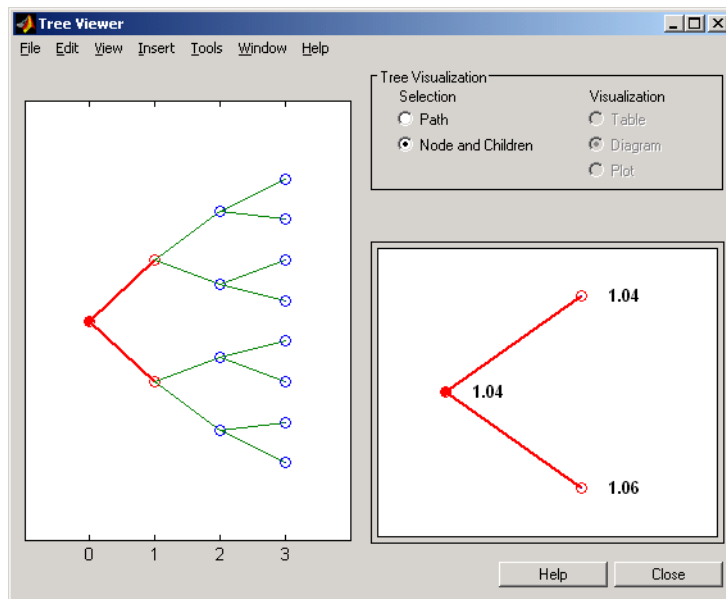 Tree Viewer
File Edit View Insert Tools Window Help
Tree Visualization
Selection Visualization
Path Table
Node and Children Diagram
Plot
1.04
1.04
1.06
0 1 2 3
Help Close